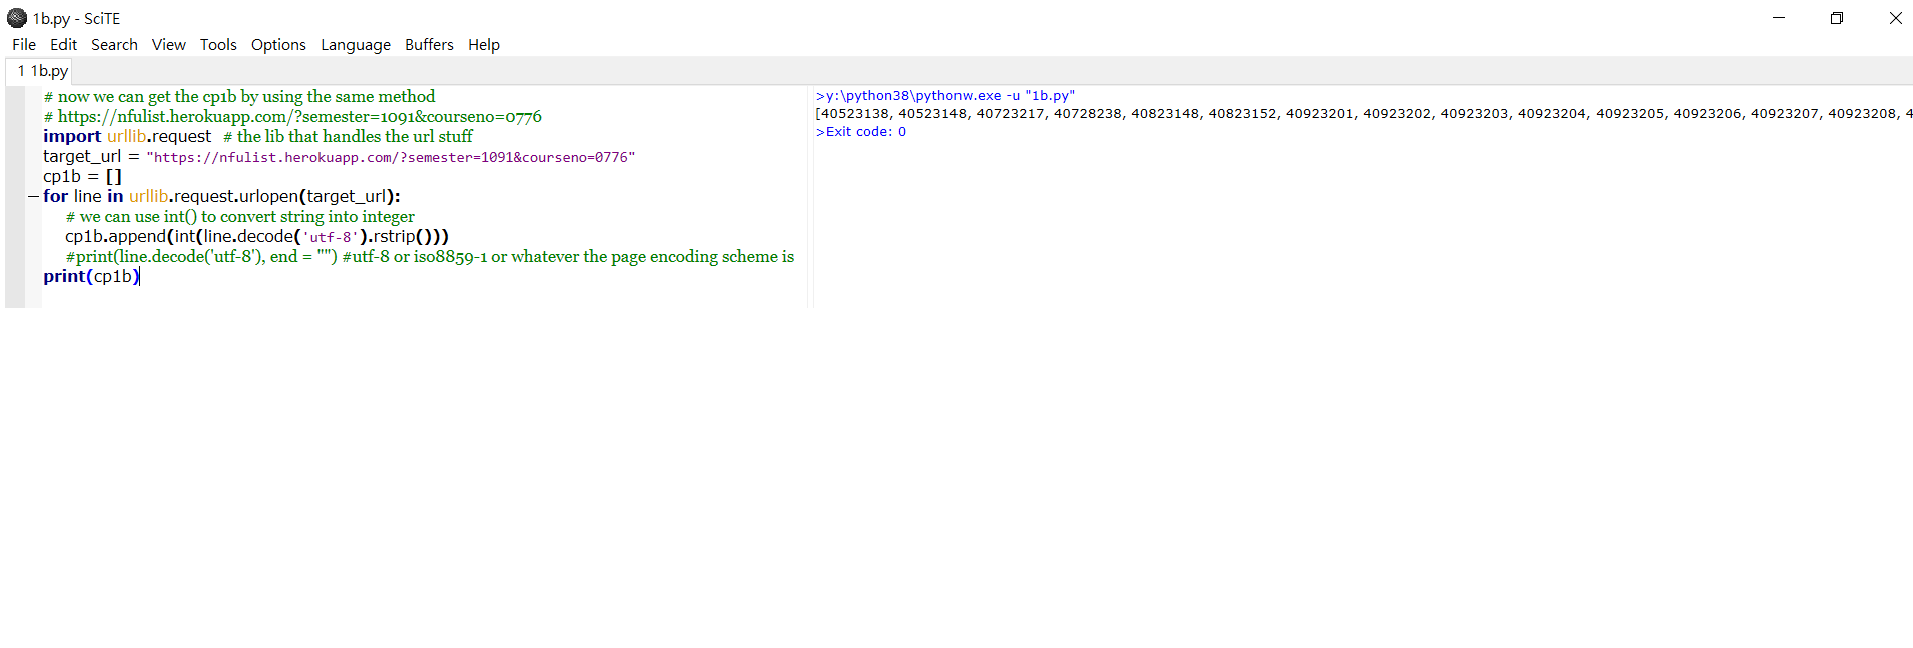 1b.py - SciTE
File Edit Search View Tools Options Language Buffers Help
1 1b.py
# now we can get the cp1b by using the same method
# https://nfulist.herokuapp.com/?semester=1091&courseno=0776
import urllib.request # the lib that handles the url stuff
target_url = "https://nfulist.herokuapp.com/?semester=1091&courseno=0776"
cp1b = []
for line in urllib.request.urlopen(target_url):
# we can use int() to convert string into integer
cp1b.append(int(line.decode('utf-8').rstrip()))
#print(line.decode('utf-8'), end = "") #utf-8 or iso8859-1 or whatever the page encoding scheme is
print(cp1b)
>y:\python38\pythonw.exe -u "1b.py"
[40523138, 40523148, 40723217, 40728238, 40823148, 40823152, 40923201, 40923202, 40923203, 40923204, 40923205, 40923206, 40923207, 40923208, 4
>Exit code: 0